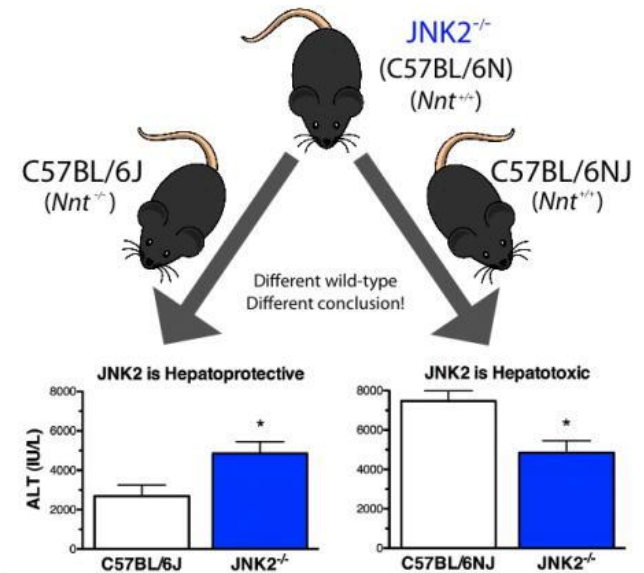 JNK2-/-
(C57BL/6N)
(Nnt+/+)
C57BL/6J
(Nnt -/-)
C57BL/6NJ
(Nnt+/+)
Different wild-type
Different conclusion!
JNK2 is Hepatoprotective
ALT (IU/L)
8000
6000
4000
2000
0
*
C57BL/6J JNK2-/-
JNK2 is Hepatotoxic
8000
6000
4000
2000
0
*
C57BL/6NJ JNK2-/-